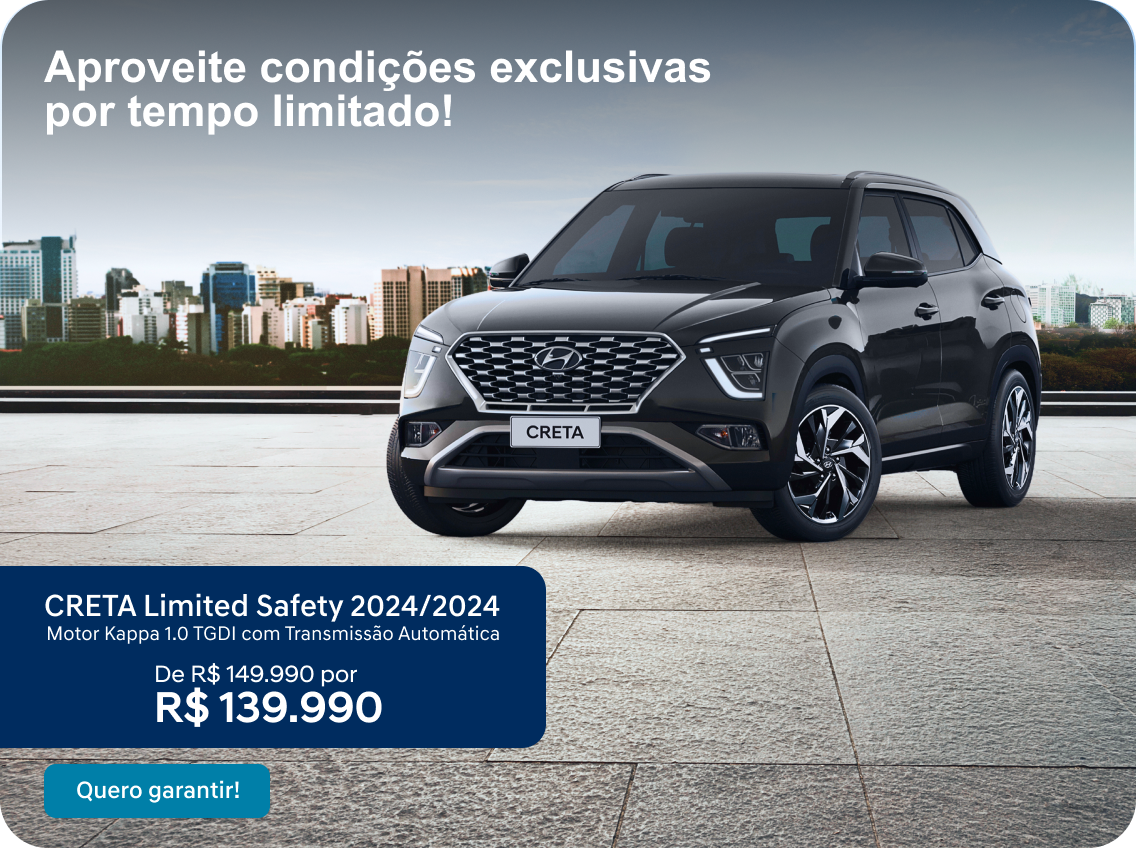 Aproveite condições exclusivas
por tempo limitado!
CRETA
CRETA Limited Safety 2024/2024
Motor Kappa 1.0 TGDI com Transmissão Automática
De R$ 149.990 por
R$ 139.990
Quero garantir!